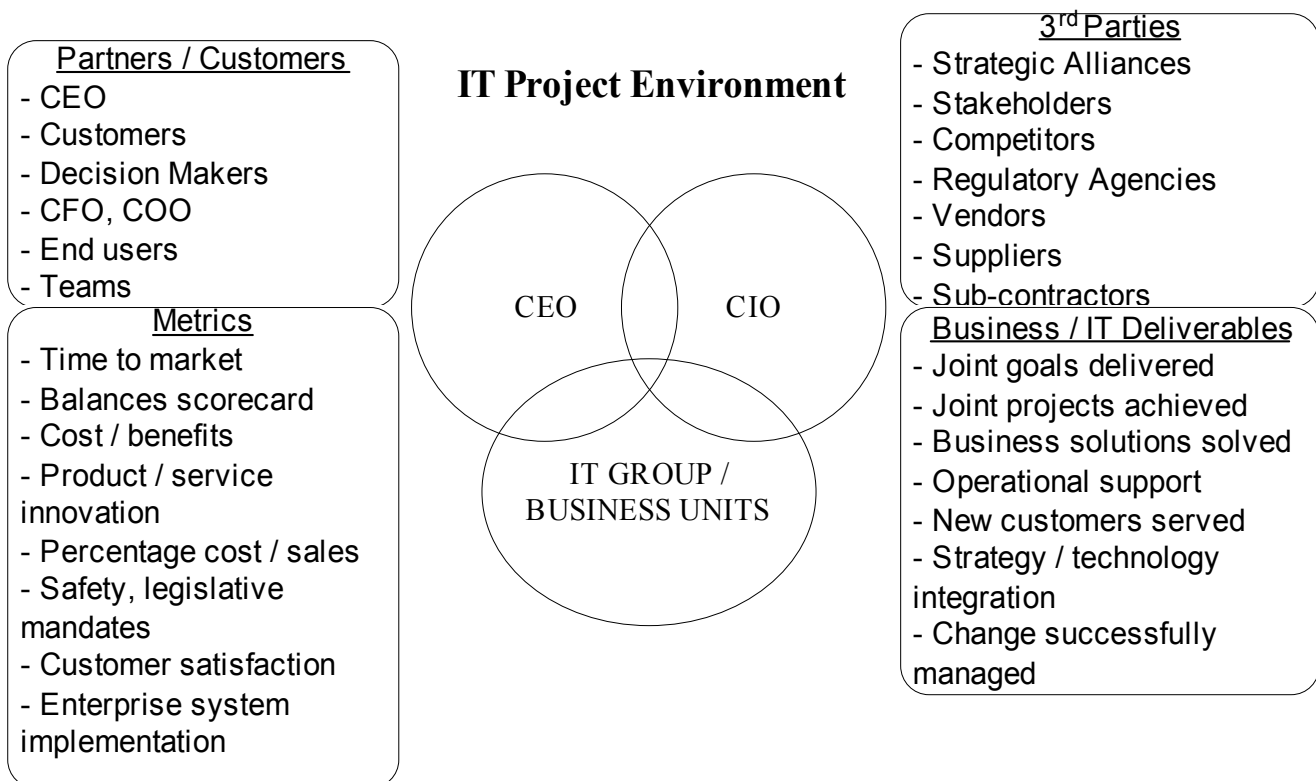 Partners / Customers
- CEO
- Customers
- Decision Makers
- CFO, COO
- End users
- Teams
IT Project Environment
3rd Parties
- Strategic Alliances
- Stakeholders
- Competitors
- Regulatory Agencies
- Vendors
- Suppliers
- Sub-contractors
CEO
CIO
IT GROUP /
BUSINESS UNITS
Metrics
- Time to market
- Balances scorecard
- Cost / benefits
- Product / service
innovation
- Percentage cost / sales
- Safety, legislative
mandates
- Customer satisfaction
- Enterprise system
implementation
Business / IT Deliverables
- Joint goals delivered
- Joint projects achieved
- Business solutions solved
- Operational support
- New customers served
- Strategy / technology
integration
- Change successfully
managed